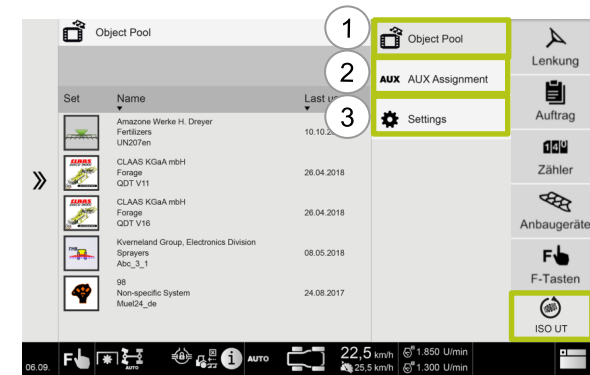 Object Pool
1
Object Pool
Lenkung
2
AUX AUX Assignment
Set Name Last
3
Settings
Auftrag
Amazone Werke H. Dreyer
Fertilizers
UN207en
10.10.
Zähler
CLAAS KGaA mbH
Forage
QDT V11
26.04.2018
CLAAS KGaA mbH
Forage
QDT V16
26.04.2018
Anbaugeräte
Kverneland Group, Electronics Division
Sprayers
Abc_3_1
08.05.2018
F
F-Tasten
98
Non-specific System
Muel24_de
24.08.2017
ISO UT
06.09.
F
AUTO
AUTO
22,5 km/h
25,5 km/h
1.850 U/min
1.300 U/min